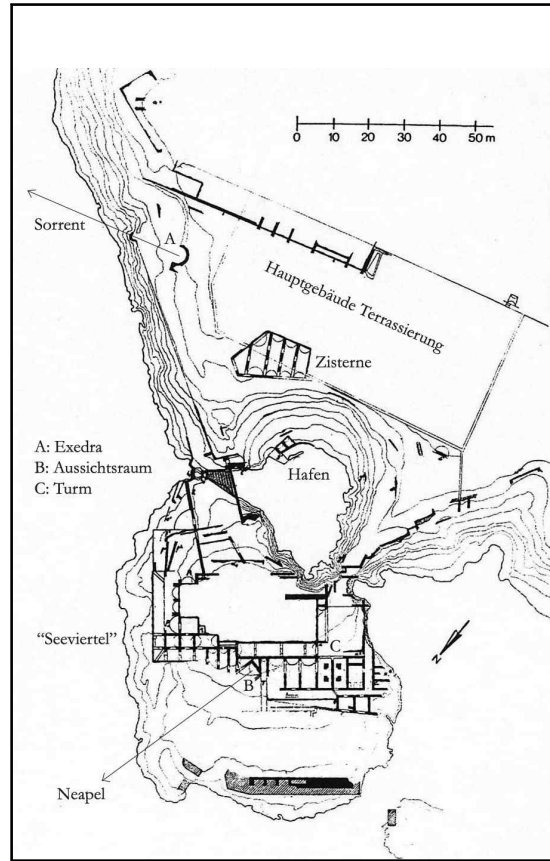 0 10 20 30 40 50 m
Sorrent
A
Hauptgebäude Terrassierung
Zisterne
A: Exedra
B: Aussichtsraum
C: Turm
Hafen
"Seeviertel"
C
B
N
Neapel